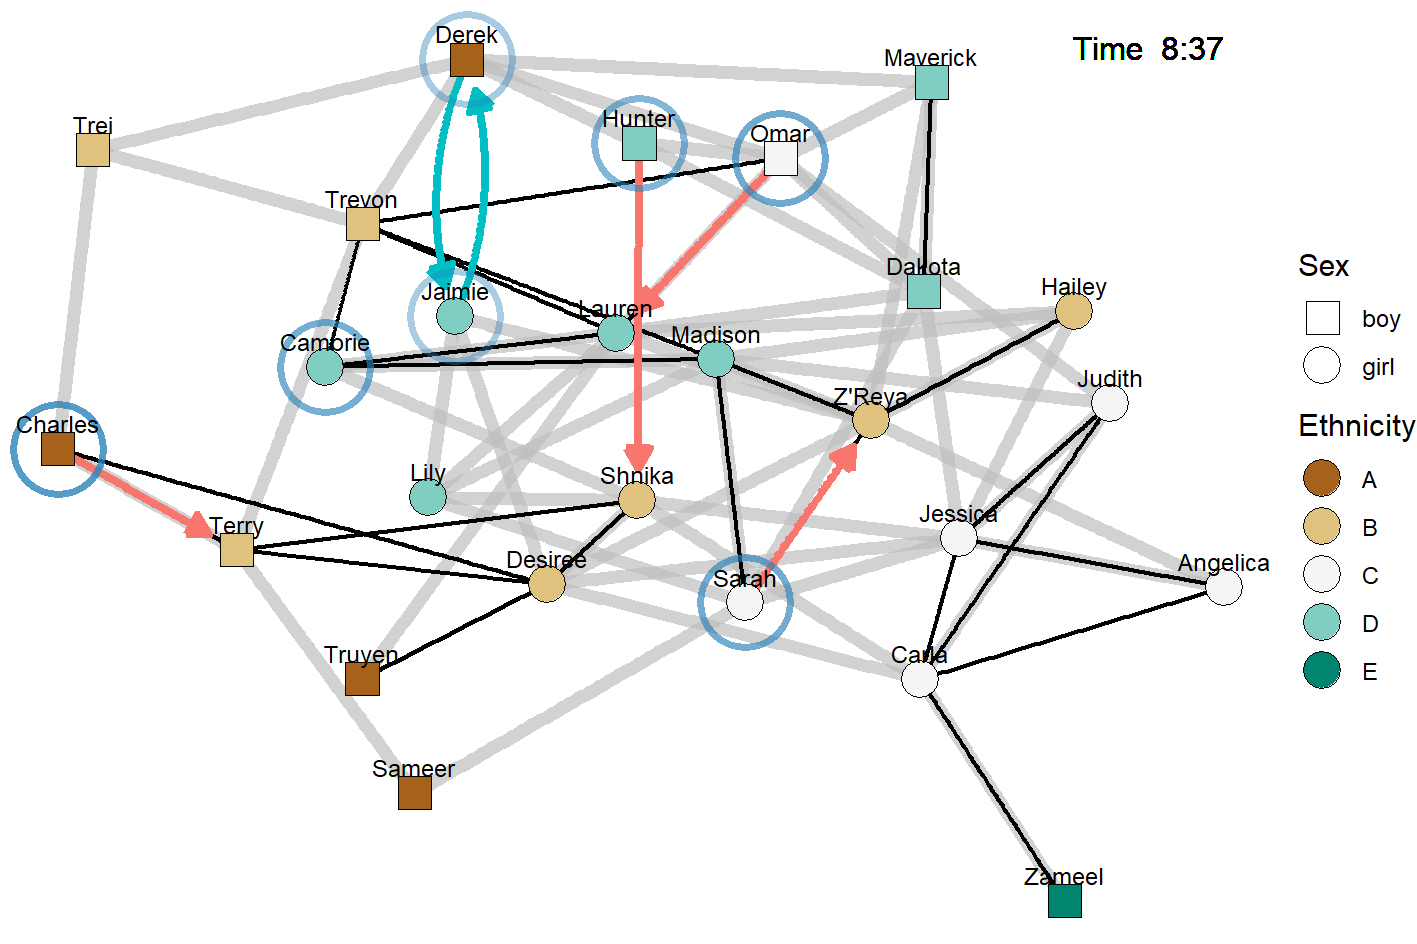 Derek
Time 8:37
Maverick
Hunter
Trei
Omar
Trevon
Dakota
Jaimie
Hailey
Lauren
Madison
Cambrie
Judith
Z'Reya
Charles
Lily
Shnika
Jessica
Terry
Desiree
Angelica
Sarah
Truyen
Carla
Sameer
Zameel
Sex
boy
girl
Ethnicity
A
B
C
D
E